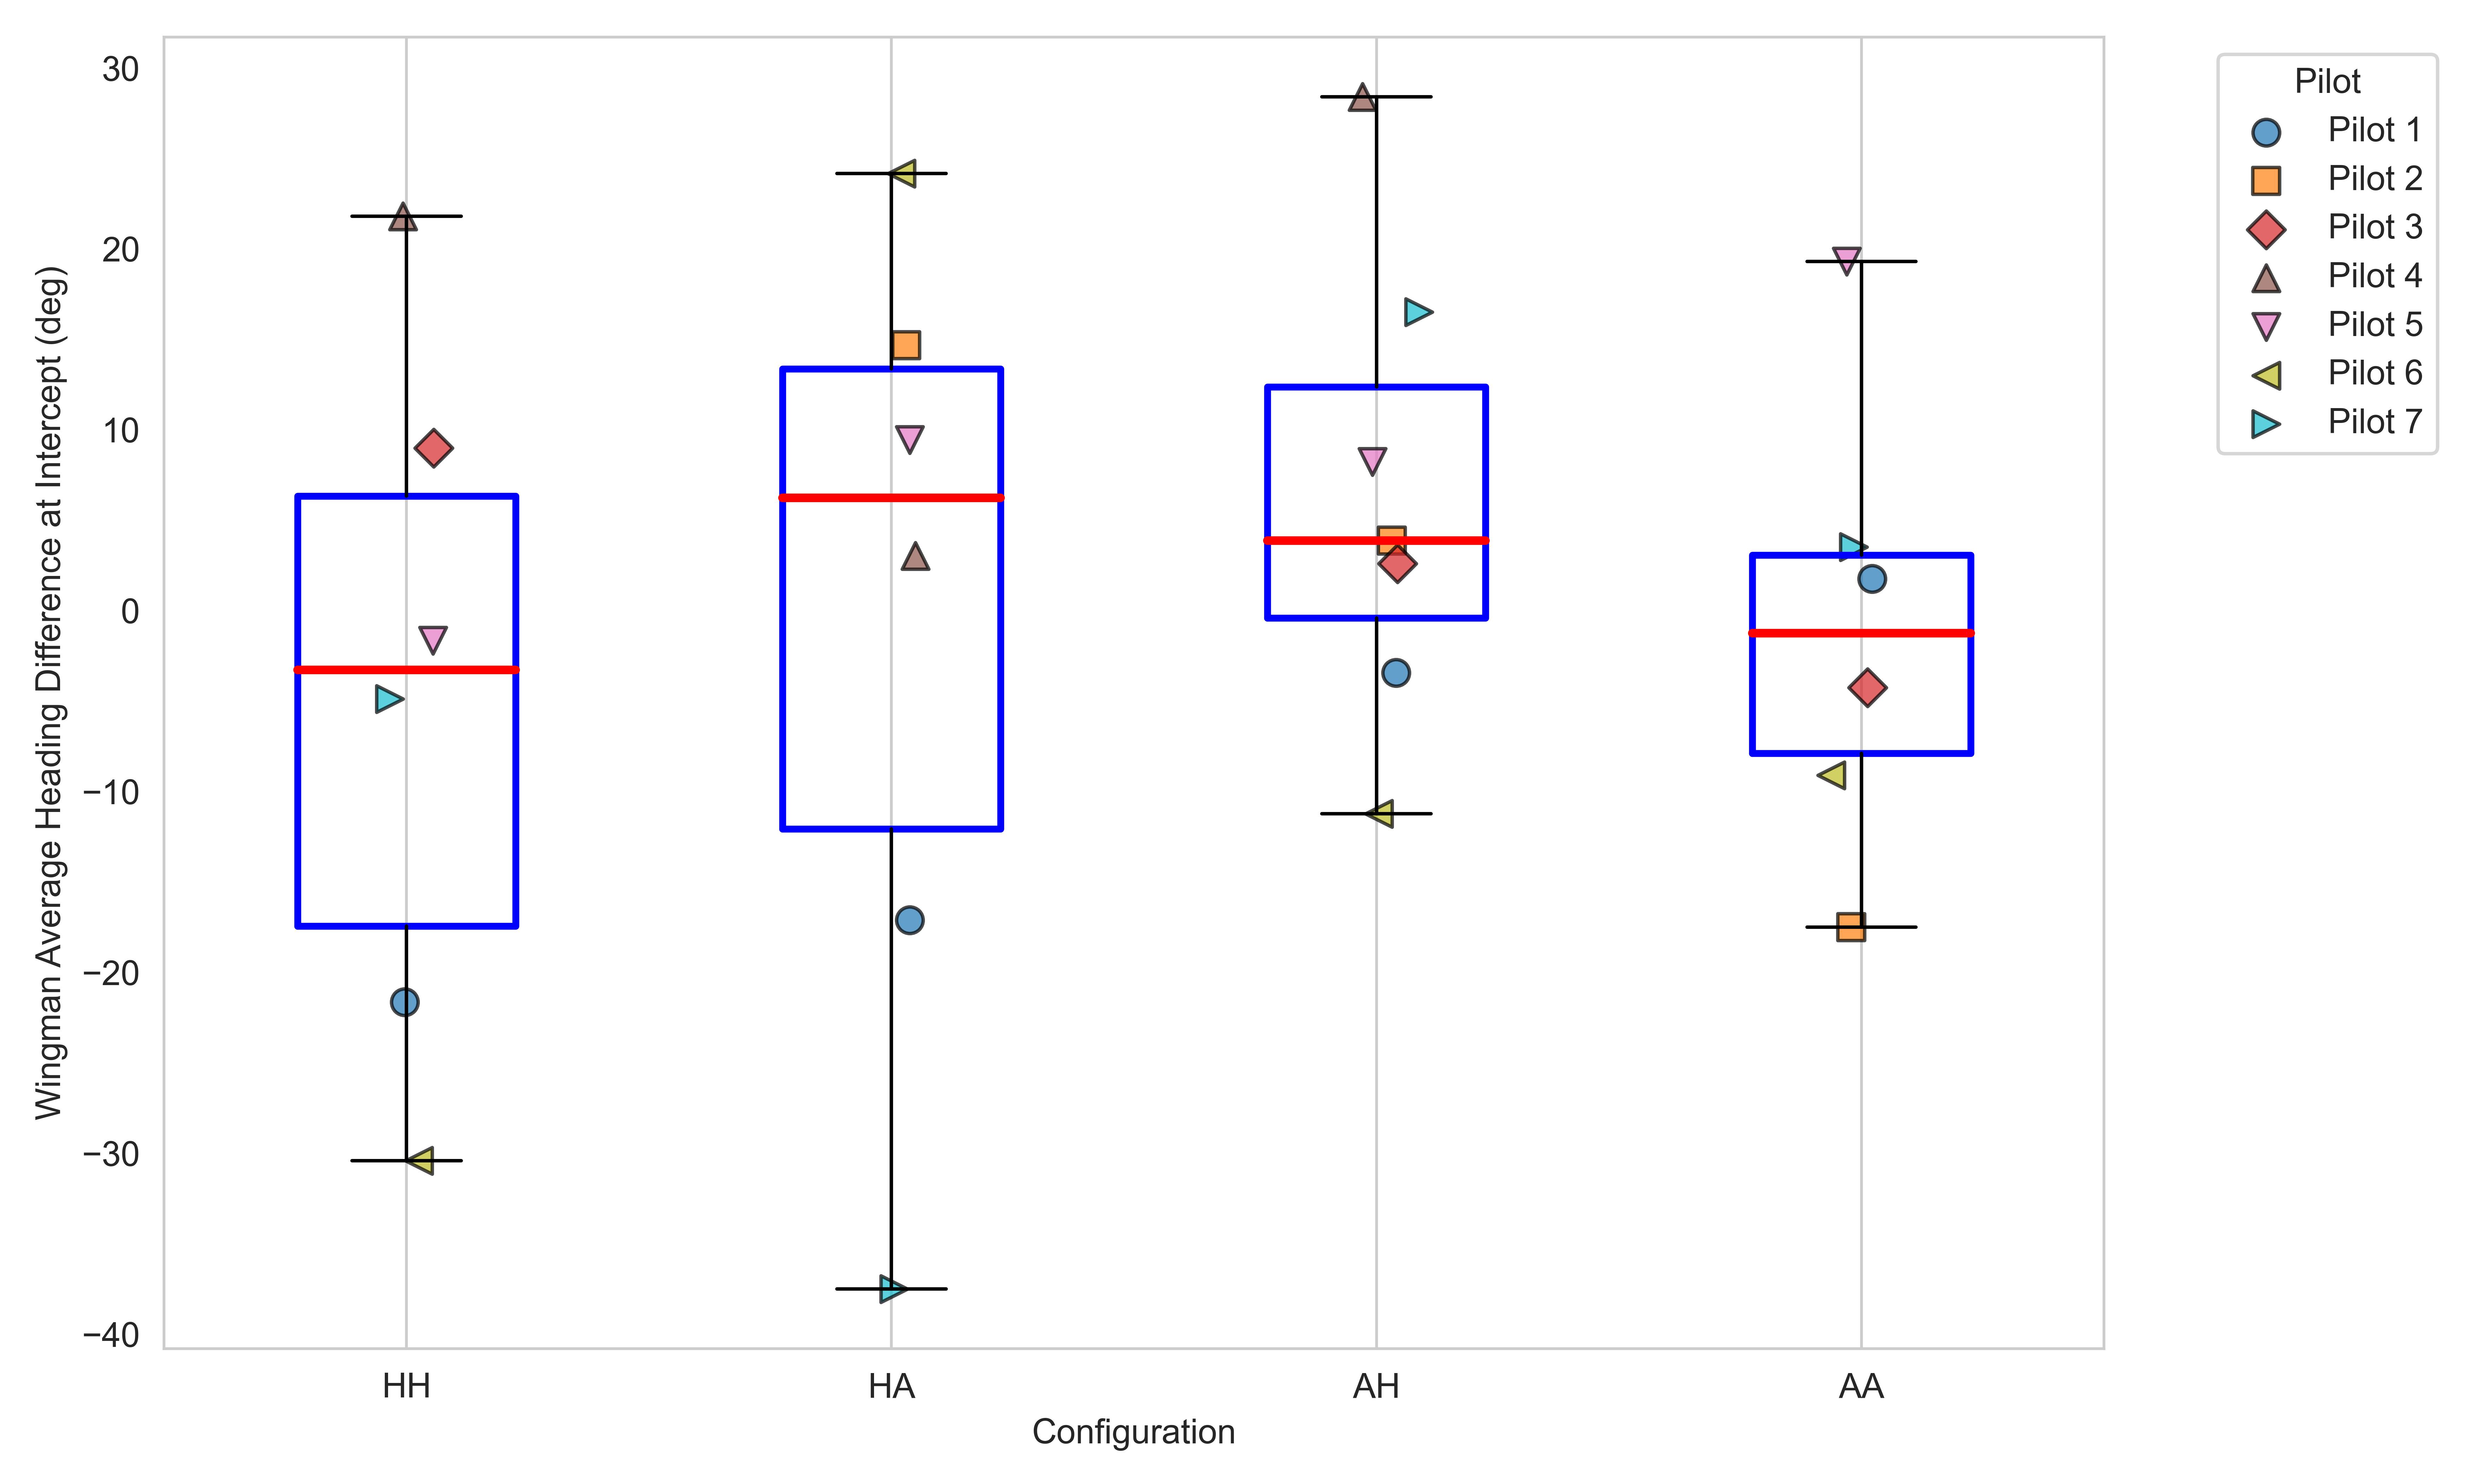 Wingman Average Heading Difference at Intercept (deg)
30
20
10
0
−10
−20
−30
−40
HH
HA
AH
AA
Configuration
Pilot
Pilot 1
Pilot 2
Pilot 3
Pilot 4
Pilot 5
Pilot 6
Pilot 7